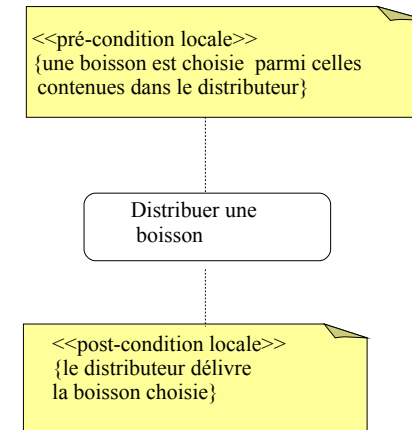 <<pré-condition locale>>
{une boisson est choisie parmi celles
contenues dans le distributeur}
Distribuer une
boisson
<<post-condition locale>>
{le distributeur délivre
la boisson choisie}